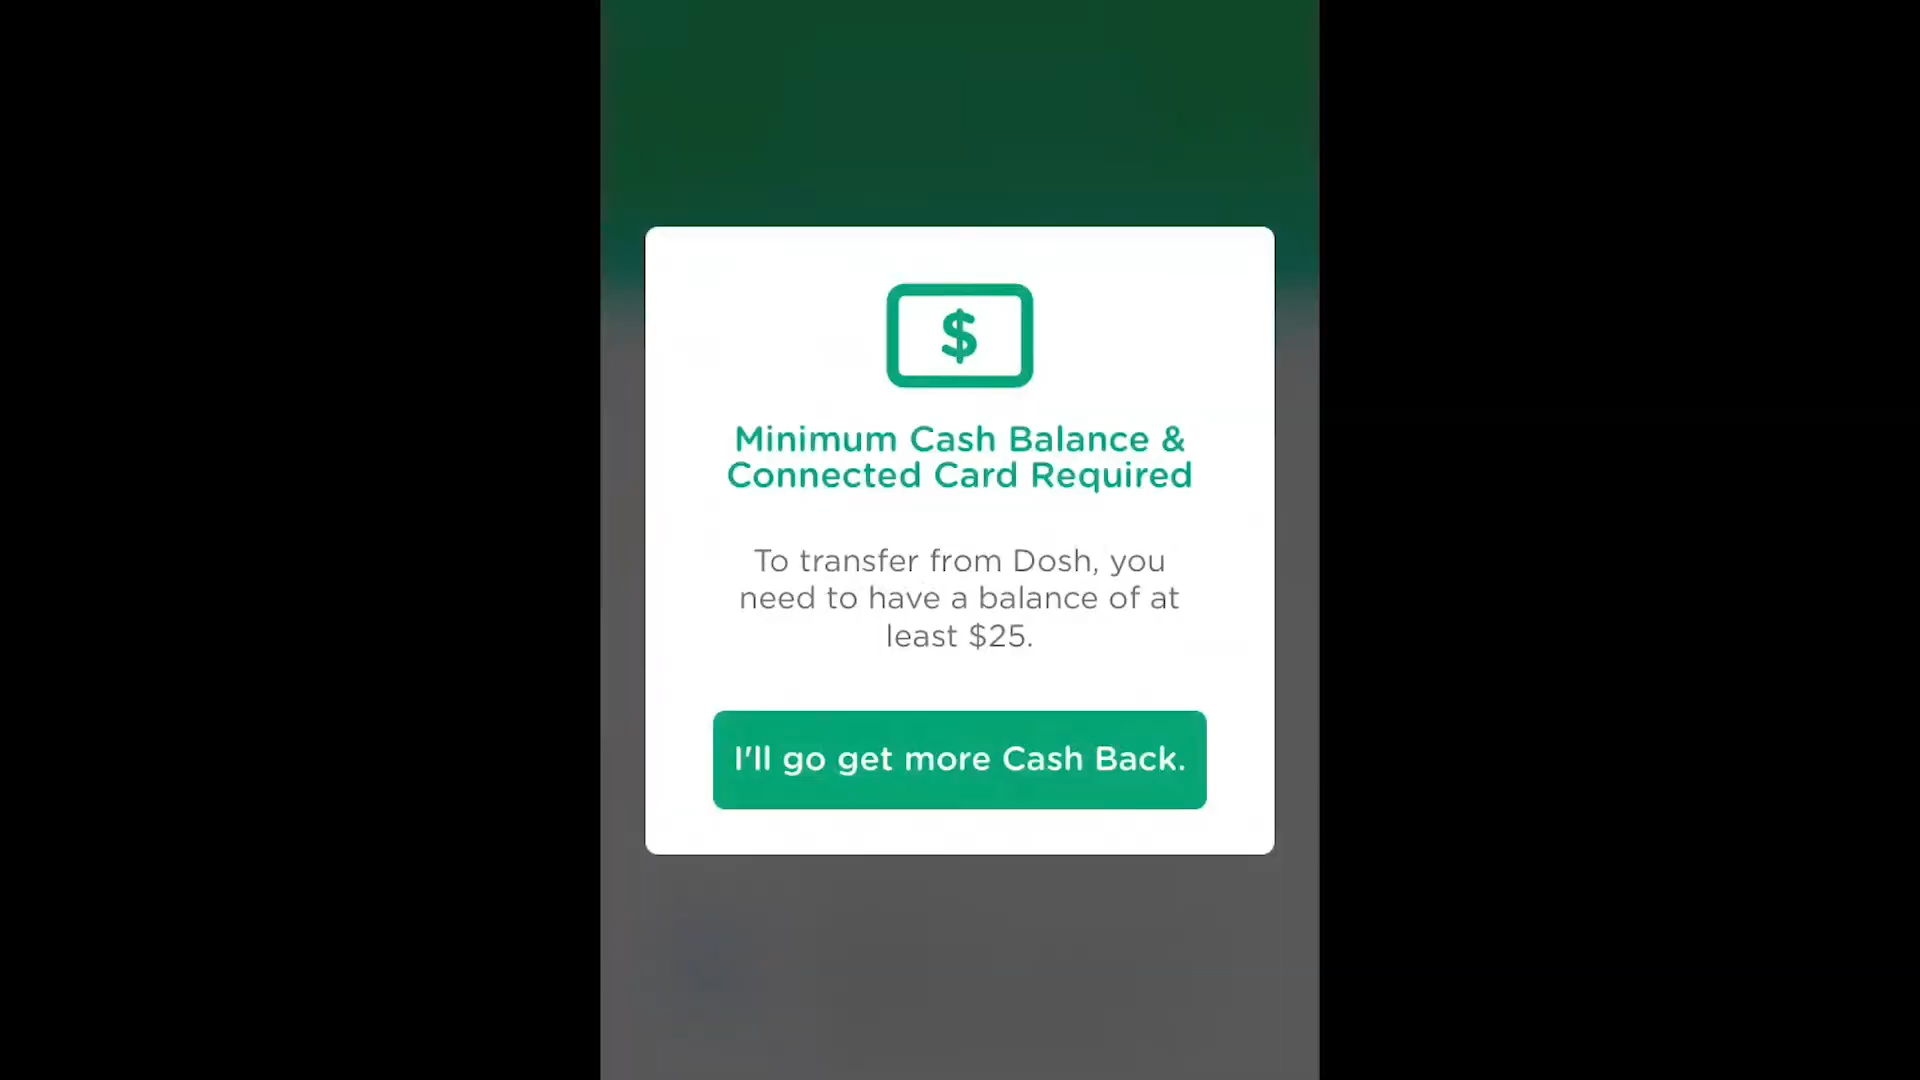 $
Minimum Cash Balance &
Connected Card Required
To transfer from Dosh, you
need to have a balance of at
least $25.
I'll go get more Cash Back.